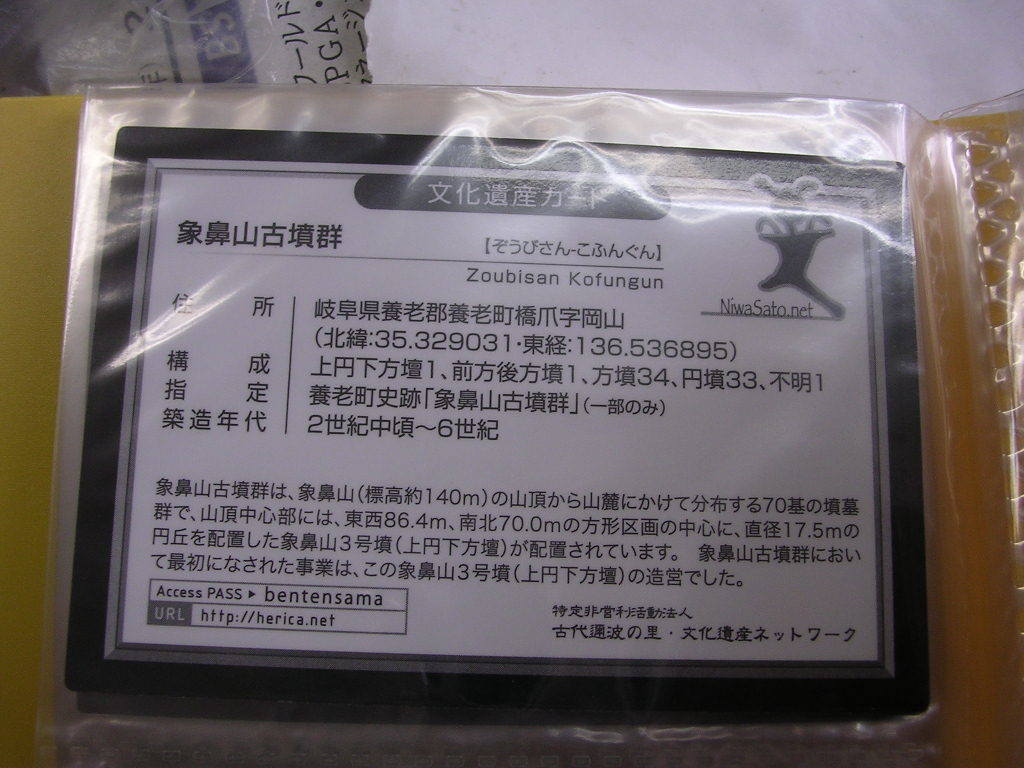 ワールド
PGA・
BS
文化遺産カード
象鼻山古墳群
【ぞうびさん-こふんぐん】
Zoubisan Kofungun
NiwaSato.net
住所 岐阜県養老郡養老町橋爪字岡山
(北緯:35.329031・東経:136.536895)
構成 上円下方壇1、前方後方墳1、方墳34、円墳33、不明1
指定 養老町史跡「象鼻山古墳群」(一部のみ)
築造年代 2世紀中頃～6世紀
象鼻山古墳群は、象鼻山(標高約140m)の山頂から山麓にかけて分布する70基の墳墓
群で、山頂中心部には、東西86.4m、南北70.0mの方形区画の中心に、直径17.5mの
円丘を配置した象鼻山3号墳(上円下方壇)が配置されています。 象鼻山古墳群におい
て最初になされた事業は、この象鼻山3号墳(上円下方壇)の造営でした。
Access PASS ▶ bentensama
URL http://herica.net
特定非営利活動法人
古代邇波の里・文化遺産ネットワーク